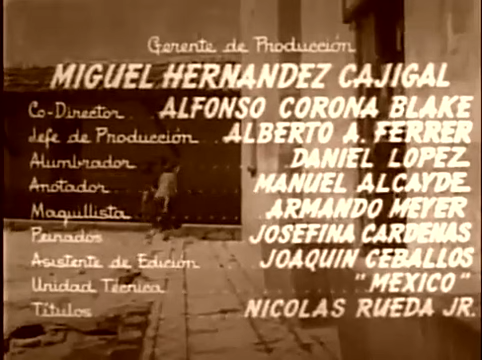 Gerente de Producción
MIGUEL HERNANDEZ CAJIGAL
Co-Director.. ALFONSO CORONA BLAKE
Jefe de Producción.. ALBERTO A. FERRER
Alumbrador DANIEL LOPEZ
Anotador MANUEL ALCAYDE
Maquillista ARMANDO MEYER
Peinados JOSEFINA CARDENAS
Asistente de Edición JOAQUIN CEBALLOS
Unidad Técnica "MEXICO"
Títulos NICOLAS RUEDA JR.